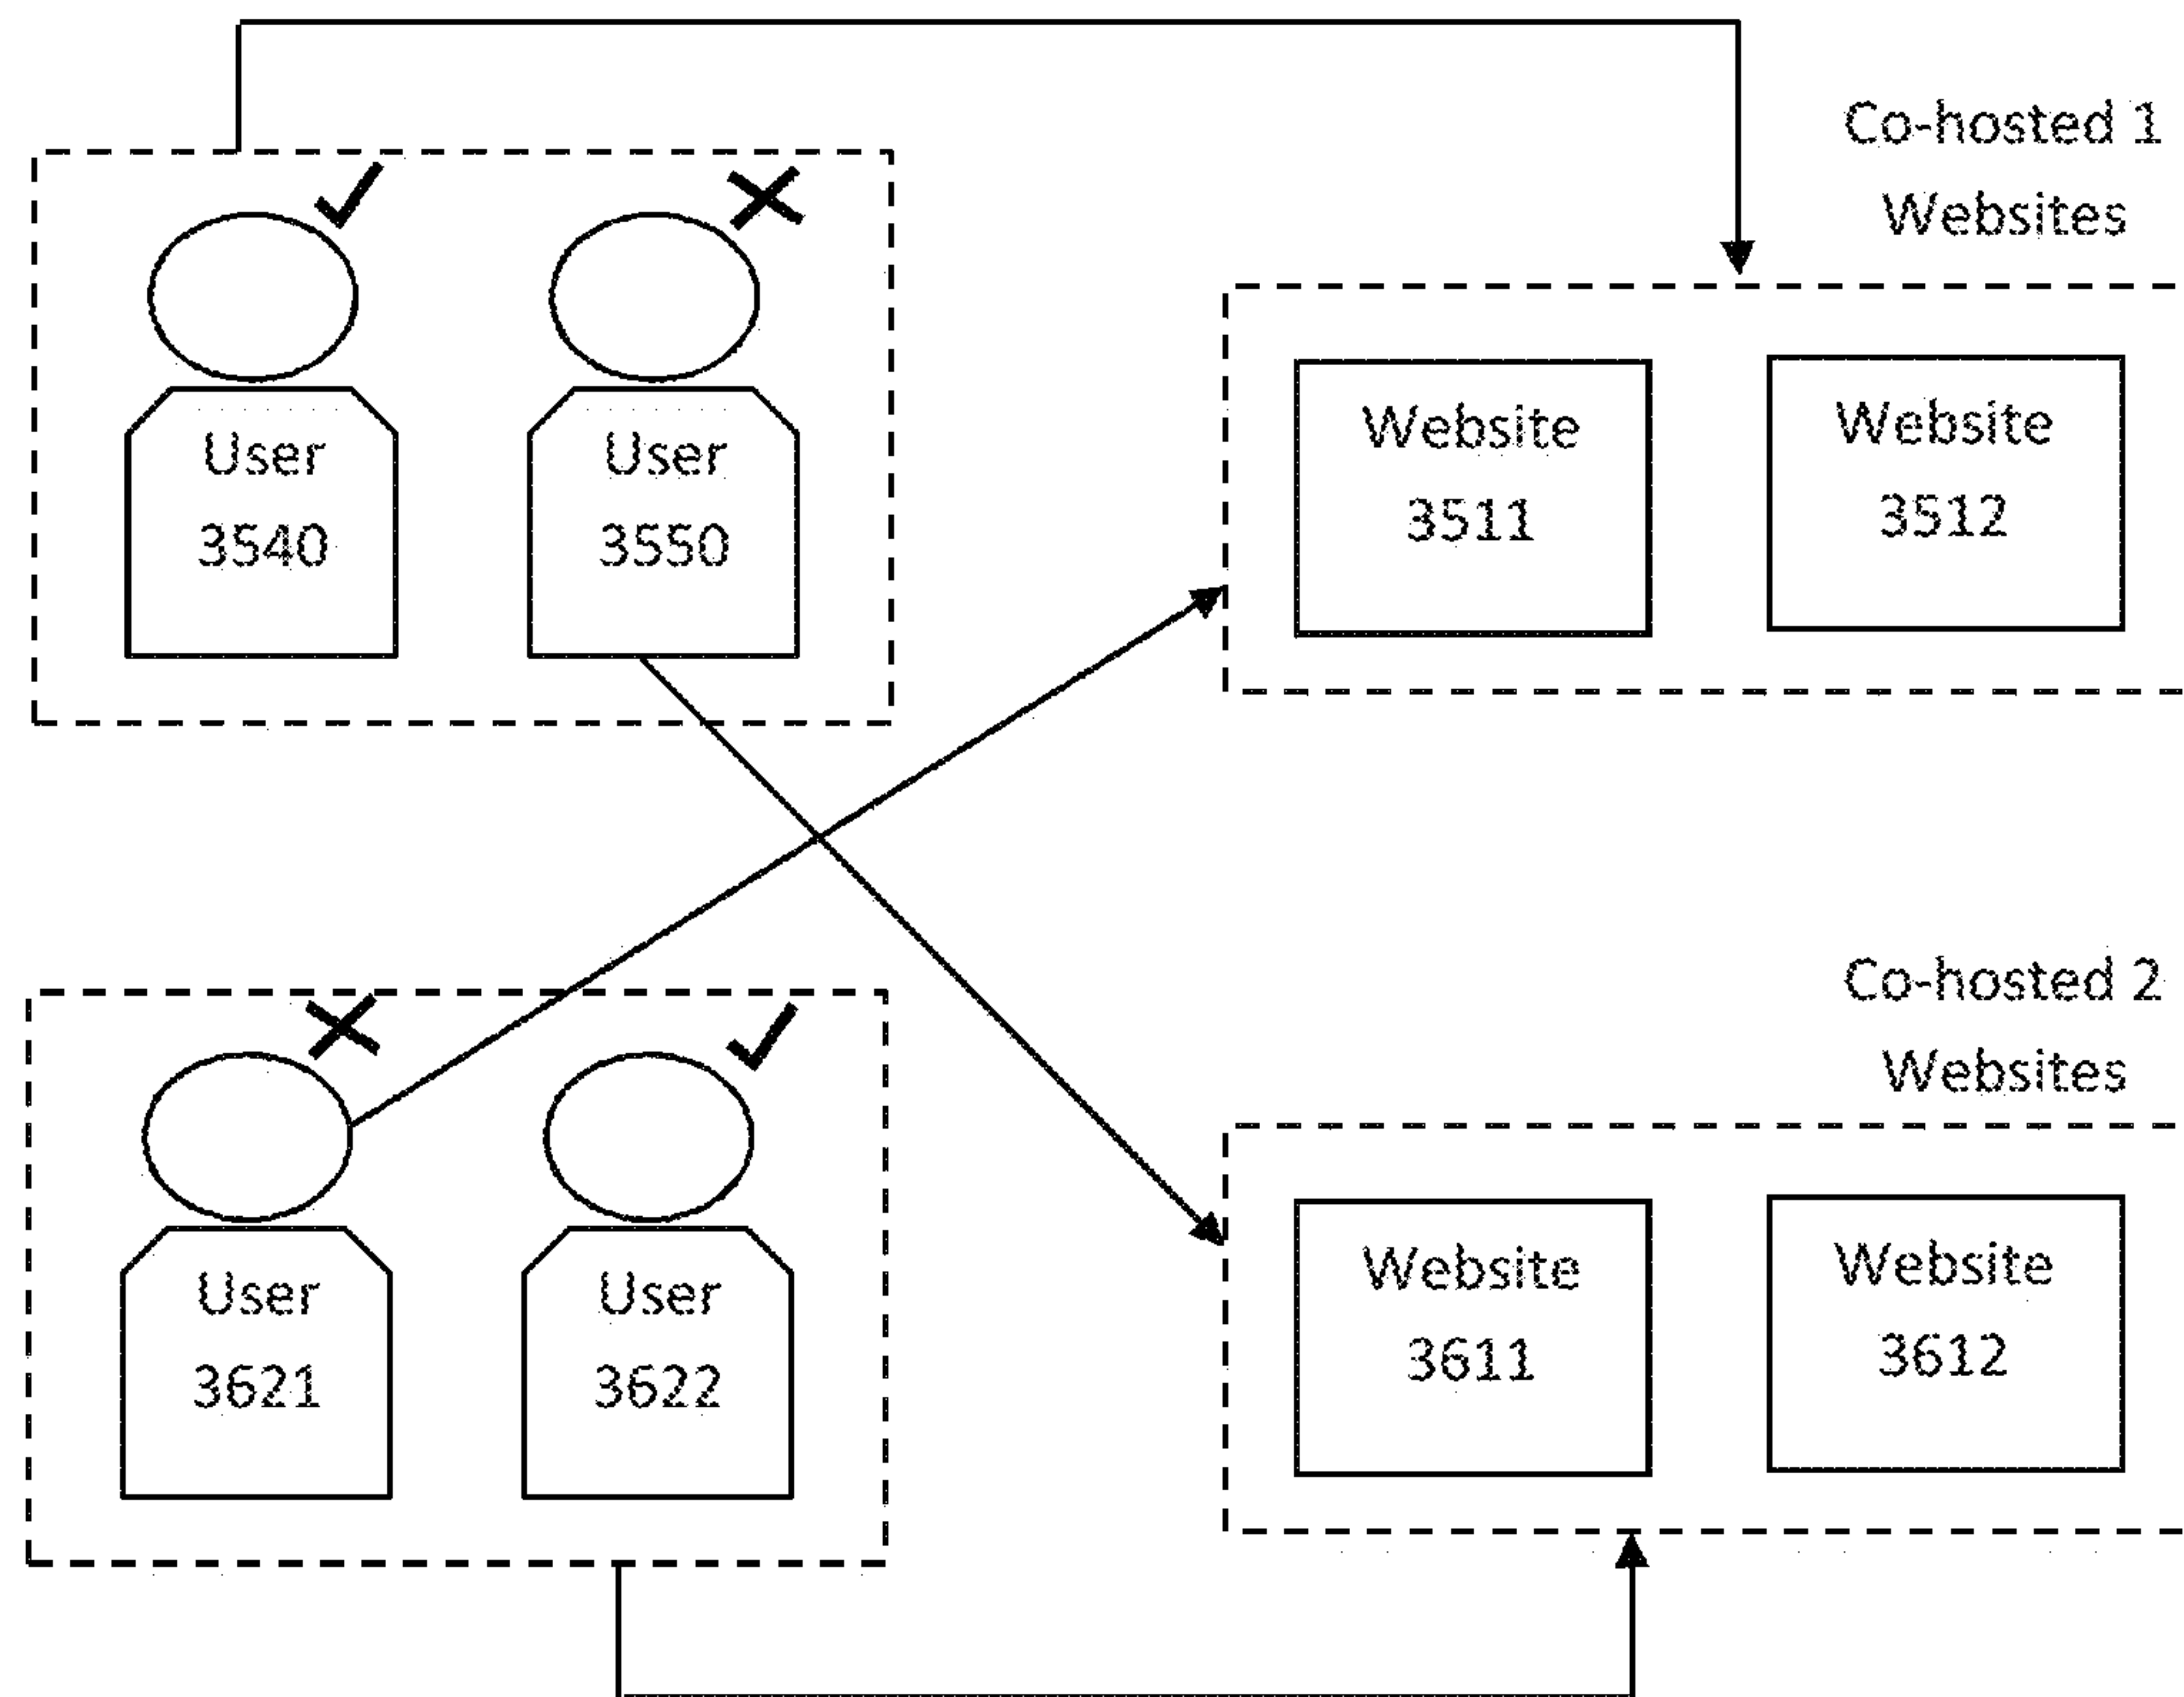 Co-hosted 1
Websites
User
3540
User
3550
Website
3511
Website
3512
Co-hosted 2
Websites
User
3621
User
3622
Website
3611
Website
3612